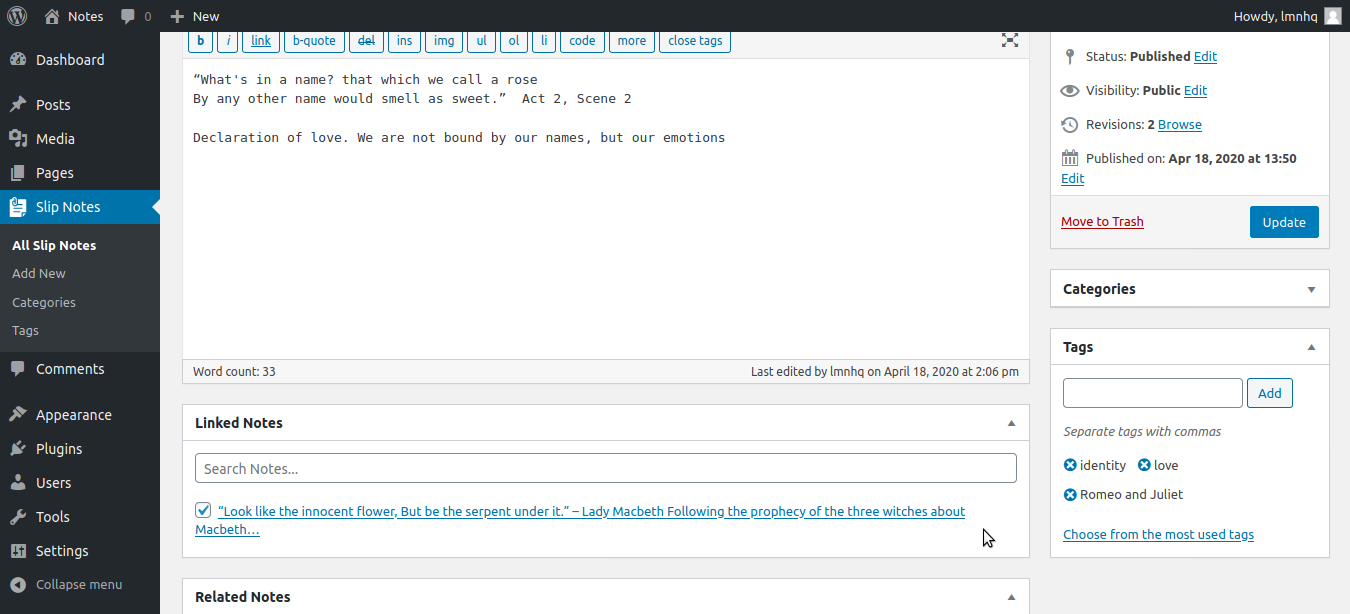 Notes 0 New Howdy, lmnhq
Dashboard
Posts
Media
Pages
Slip Notes
All Slip Notes
Add New
Categories
Tags
Comments
Appearance
Plugins
Users
Tools
Settings
Collapse menu
b i link b-quote del ins img ul ol li code more close tags
“What's in a name? that which we call a rose
By any other name would smell as sweet.” Act 2, Scene 2
Declaration of love. We are not bound by our names, but our emotions
Word count: 33 Last edited by lmnhq on April 18, 2020 at 2:06 pm
Linked Notes
Search Notes...
“Look like the innocent flower, But be the serpent under it.” – Lady Macbeth Following the prophecy of the three witches about
Macbeth…
Related Notes
Status: Published Edit
Visibility: Public Edit
Revisions: 2 Browse
Published on: Apr 18, 2020 at 13:50
Edit
Move to Trash Update
Categories
Tags
Add
Separate tags with commas
identity love
Romeo and Juliet
Choose from the most used tags